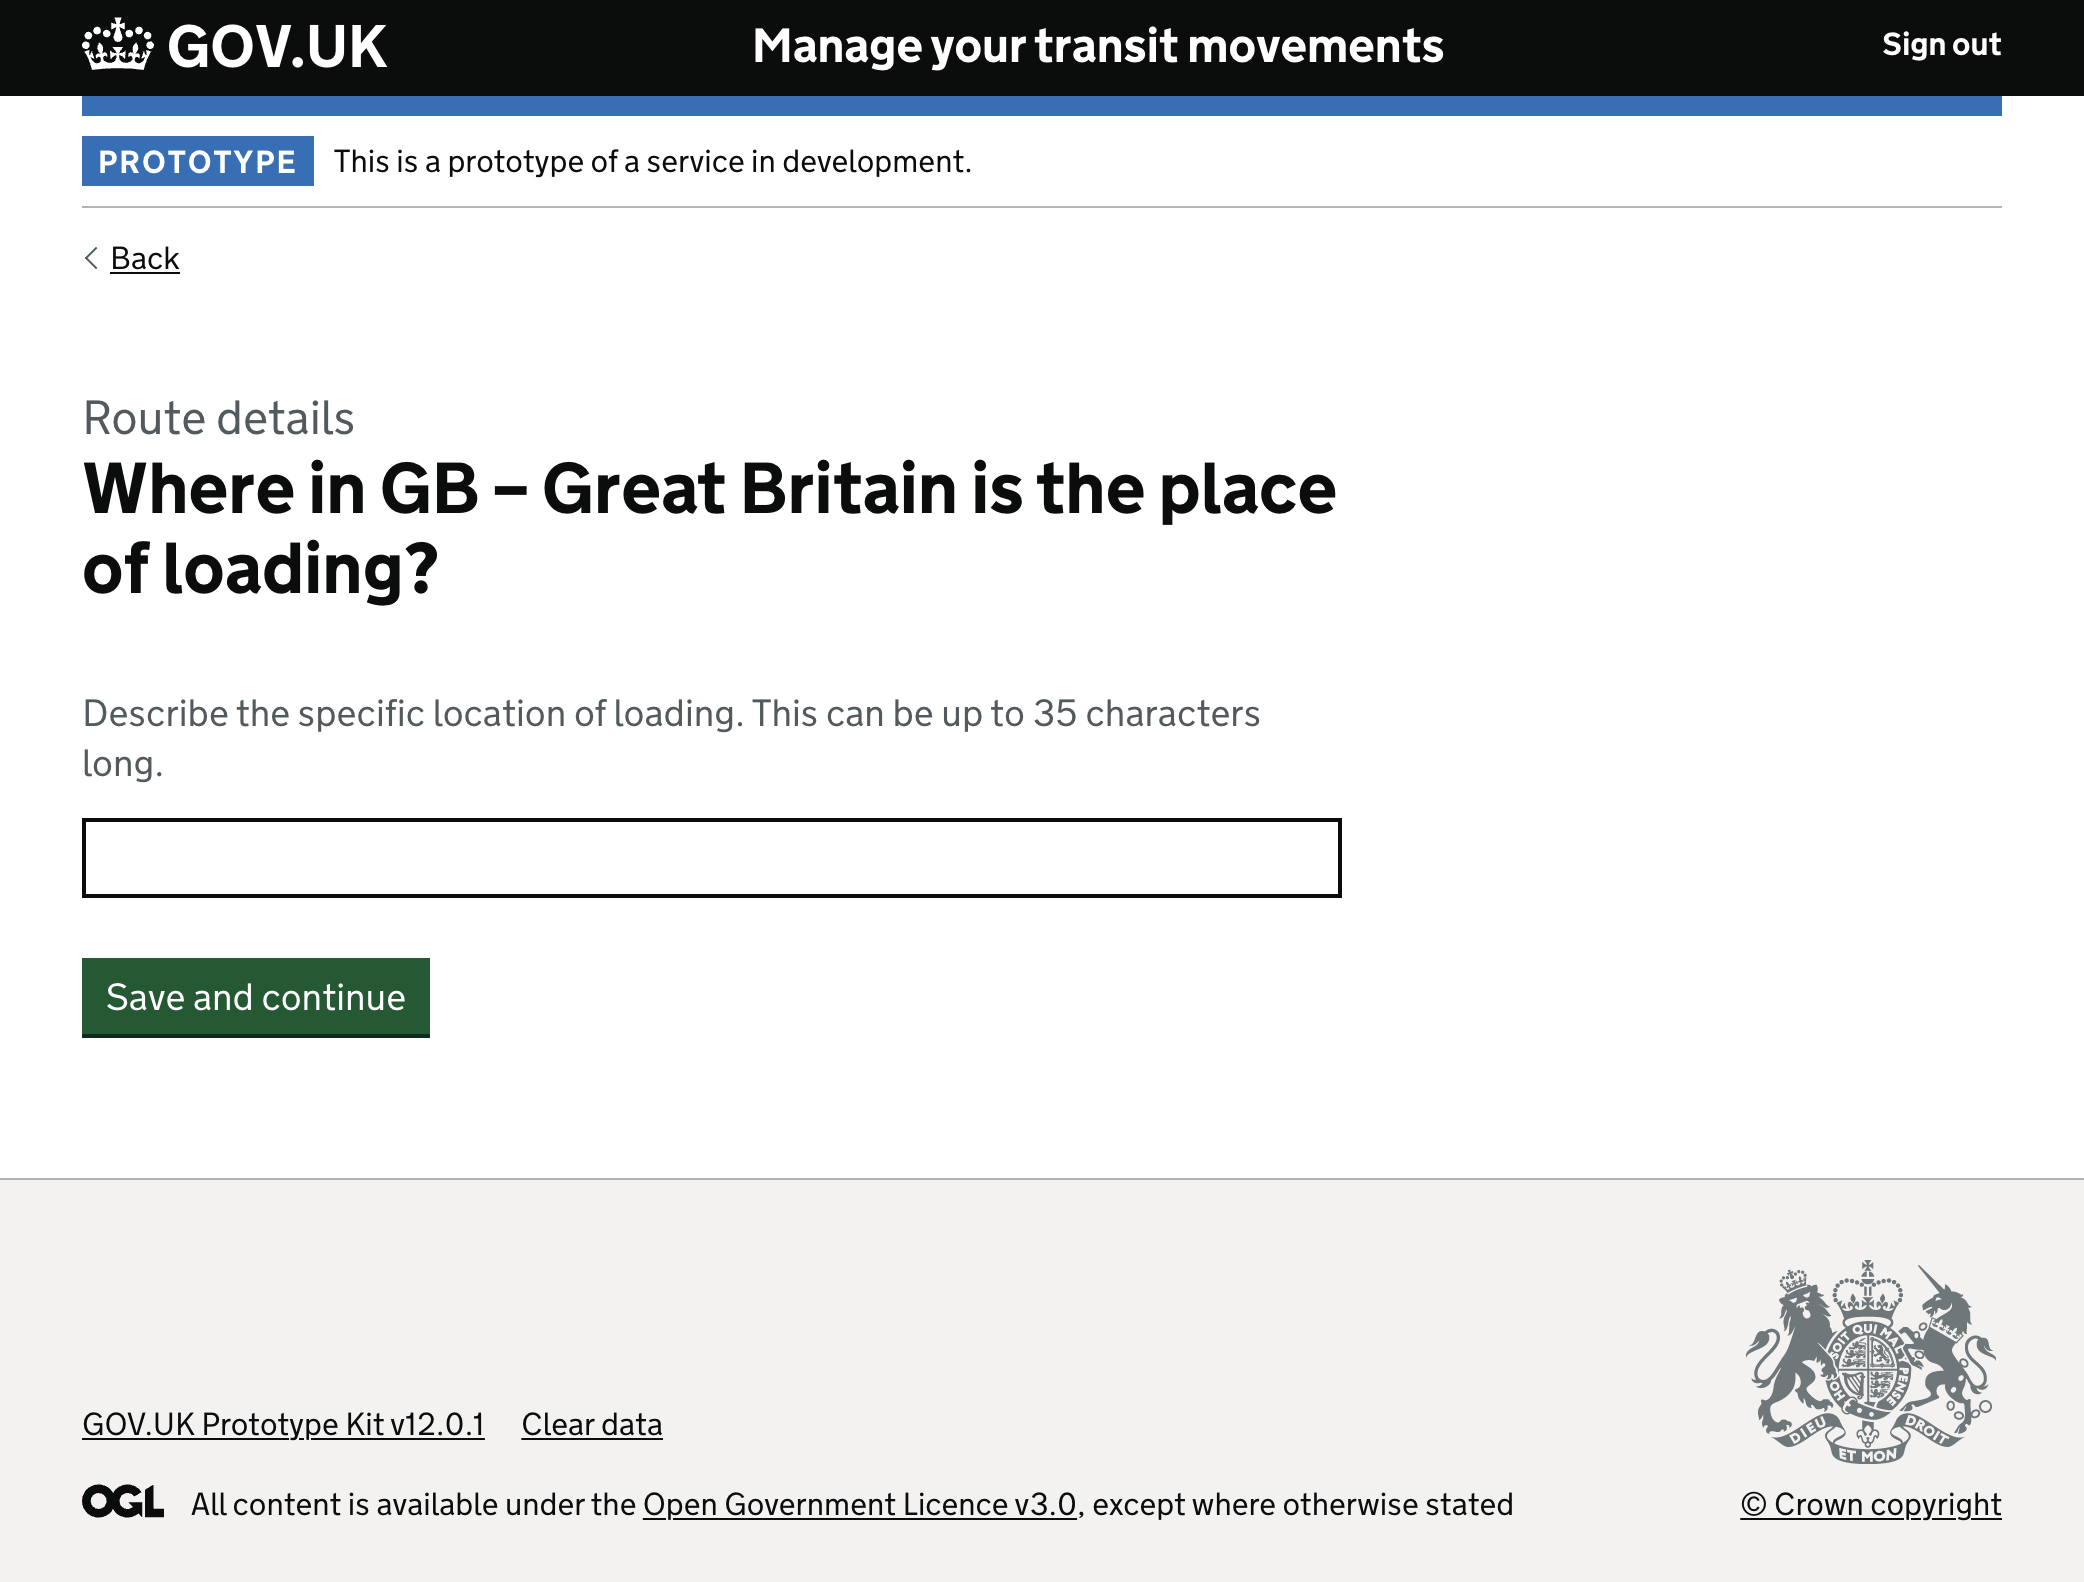 GOV.UK
Manage your transit movements
Sign out
PROTOTYPE This is a prototype of a service in development.
Back
Route details
Where in GB – Great Britain is the place
of loading?
Describe the specific location of loading. This can be up to 35 characters
long.
Save and continue
SOIT QUI MAL
PENSE
HO
DIEU
ET MON
DROIT
GOV.UK Prototype Kit v12.0.1
Clear data
OGL All content is available under the Open Government Licence v3.0, except where otherwise stated
© Crown copyright